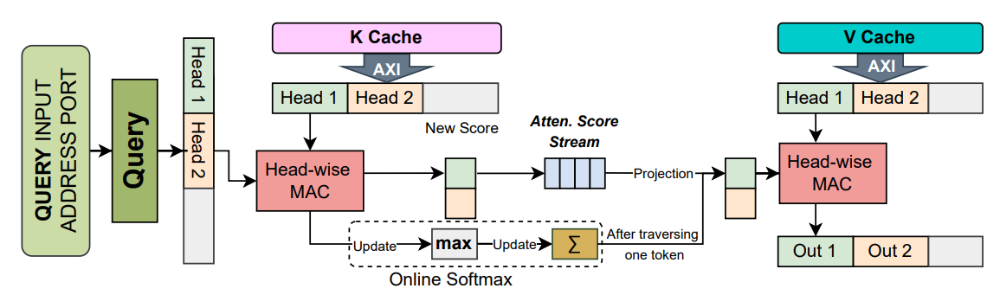 QUERY INPUT
ADDRESS PORT
Query
Head 1
Head 2
K Cache
AXI
Head 1
Head 2
New Score
Head-wise
MAC
Atten. Score
Stream
Projection
Update
max
Update
Σ
After traversing
one token
Online Softmax
V Cache
AXI
Head 1
Head 2
Head-wise
MAC
Out 1
Out 2